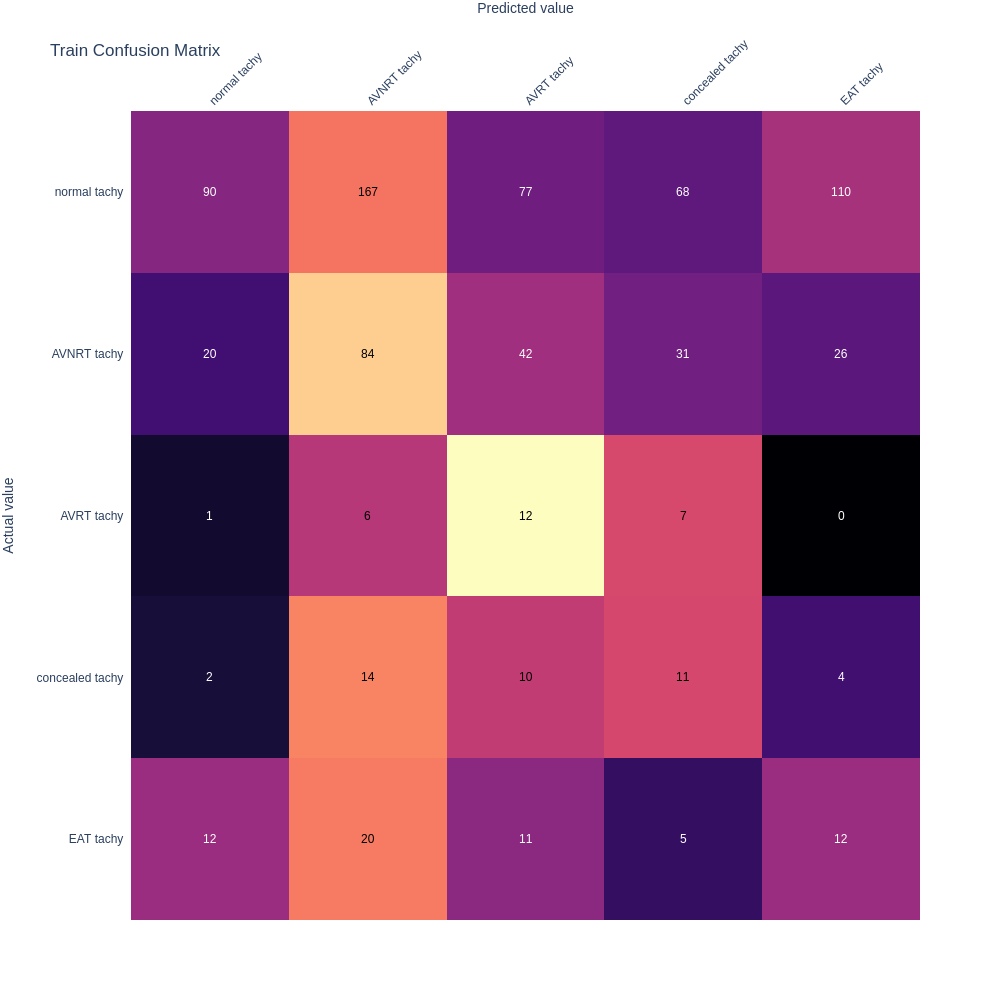 Predicted value
Train Confusion Matrix
normal tachy
AVNRT tachy
AVRT tachy
concealed tachy
EAT tachy
Actual value
normal tachy 90 167 77 68 110
AVNRT tachy 20 84 42 31 26
AVRT tachy 1 6 12 7 0
concealed tachy 2 14 10 11 4
EAT tachy 12 20 11 5 12